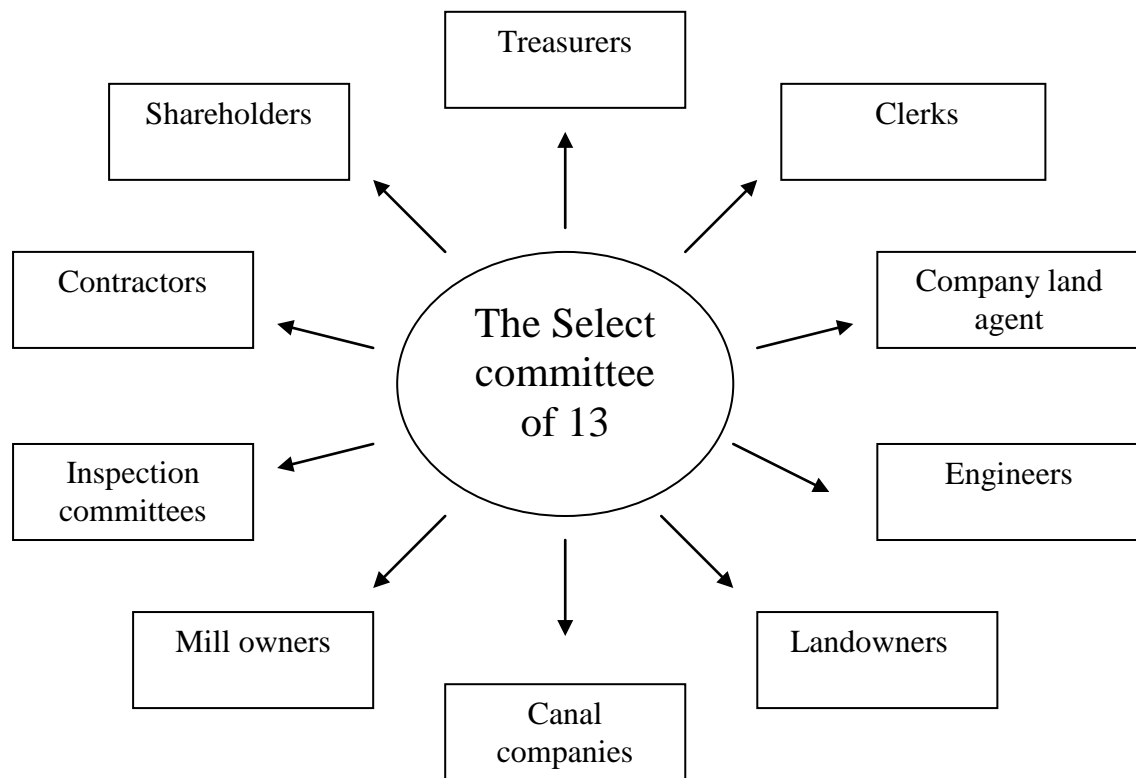 Treasurers
Shareholders
Clerks
Contractors
Company land
agent
The Select
committee
of 13
Inspection
committees
Engineers
Mill owners
Landowners
Canal
companies